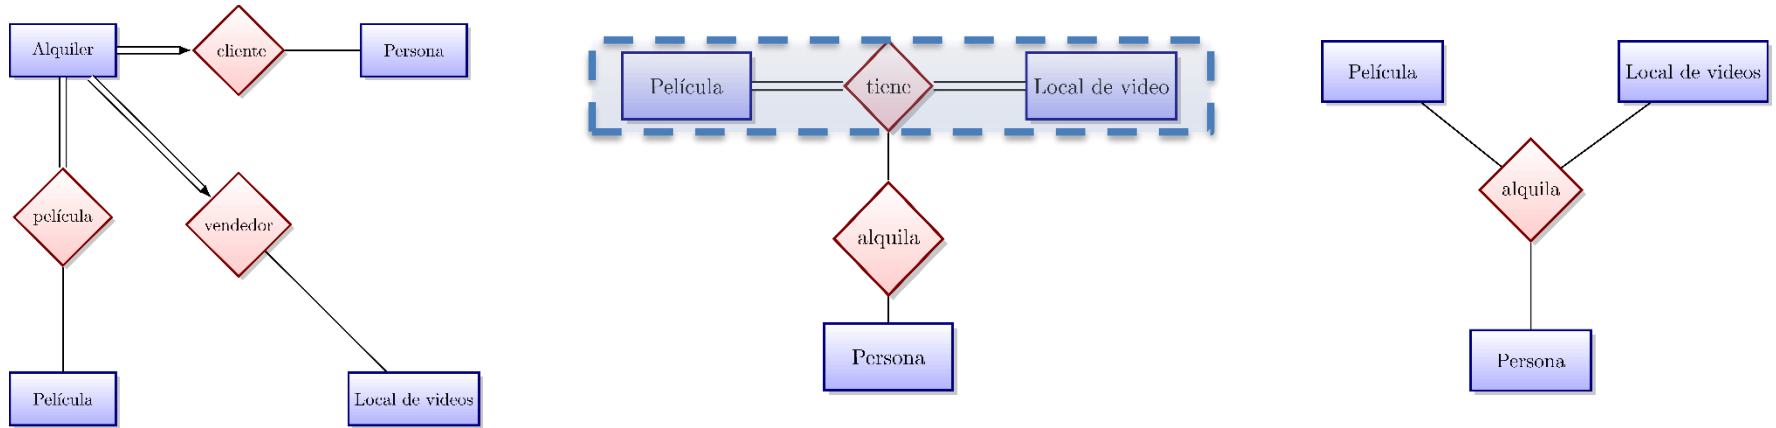 Alquiler
cliente
Persona
película
vendedor
Película
Local de videos
Película
tiene
Local de video
alquila
Persona
Película
Local de videos
alquila
Persona